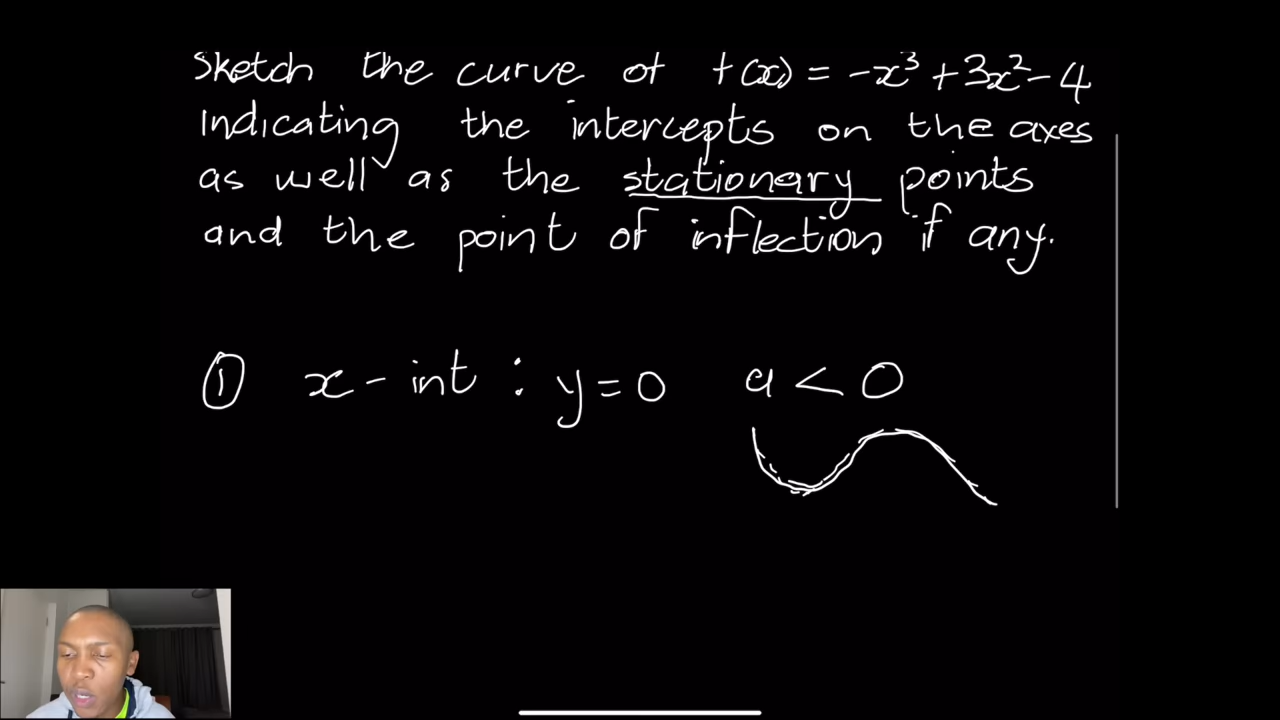 Sketch the curve of f(x) = -x³ + 3x² - 4
indicating the intercepts on the axes
as well as the stationary points
and the point of inflection if any.
① x - int : y = 0 a < 0